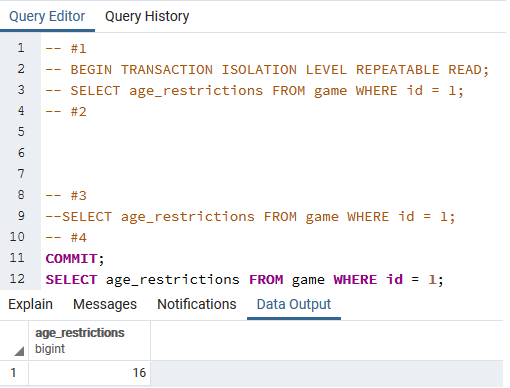 Query Editor Query History
1 -- #1
2 -- BEGIN TRANSACTION ISOLATION LEVEL REPEATABLE READ;
3 -- SELECT age_restrictions FROM game WHERE id = 1;
4 -- #2
5
6
7
8 -- #3
9 --SELECT age_restrictions FROM game WHERE id = 1;
10 -- #4
11 COMMIT;
12 SELECT age_restrictions FROM game WHERE id = 1;
Explain Messages Notifications Data Output
age_restrictions
bigint
1 16